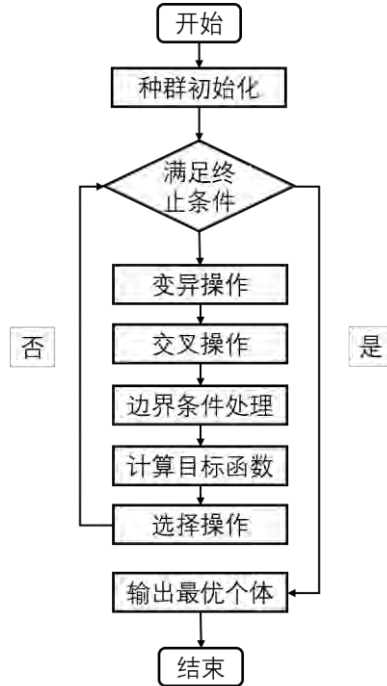 开始
种群初始化
满足终
止条件
变异操作
交叉操作
否
是
边界条件处理
计算目标函数
选择操作
输出最优个体
结束